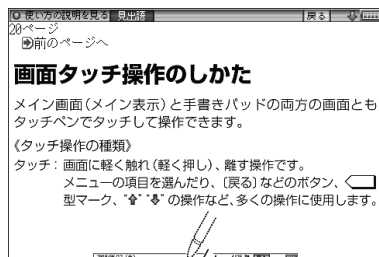 使い方の説明を見る 見出語 戻る
20ページ
前のページへ
画面タッチ操作のしかた
メイン画面(メイン表示)と手書きパッドの両方の画面とも
タッチペンでタッチして操作できます。
《タッチ操作の種類》
タッチ:画面に軽く触れ(軽く押し)、離す操作です。
メニューの項目を選んだり、〔戻る〕などのボタン、
型マーク、"⬆" "⬇" の操作など、多くの操作に使用します。